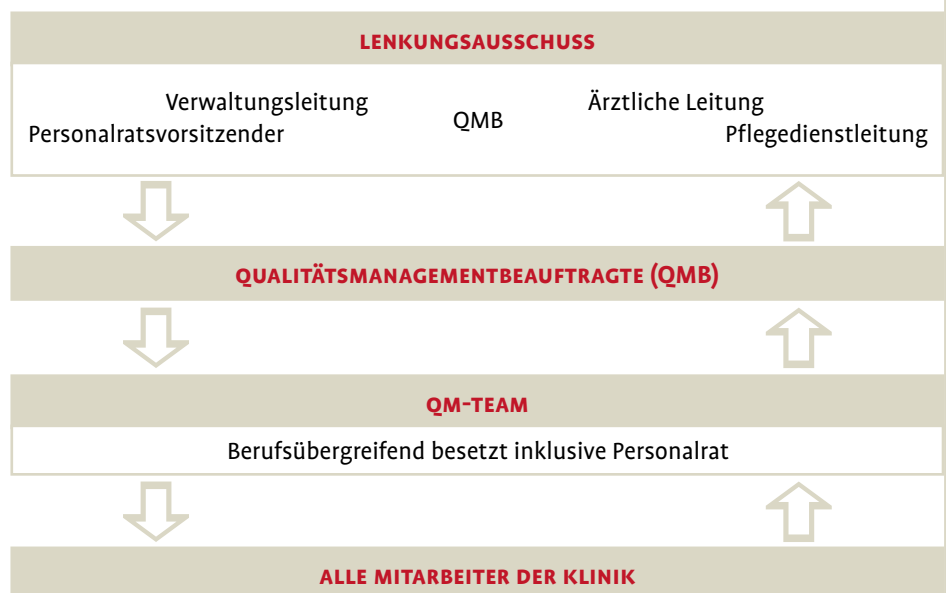 LENKUNGSAUSSCHUSS
Verwaltungsleitung
Personalratsvorsitzender
QMB
Ärztliche Leitung
Pflegedienstleitung
QUALITÄTSMANAGEMENTBEAUFTRAGTE (QMB)
QM-TEAM
Berufsübergreifend besetzt inklusive Personalrat
ALLE MITARBEITER DER KLINIK